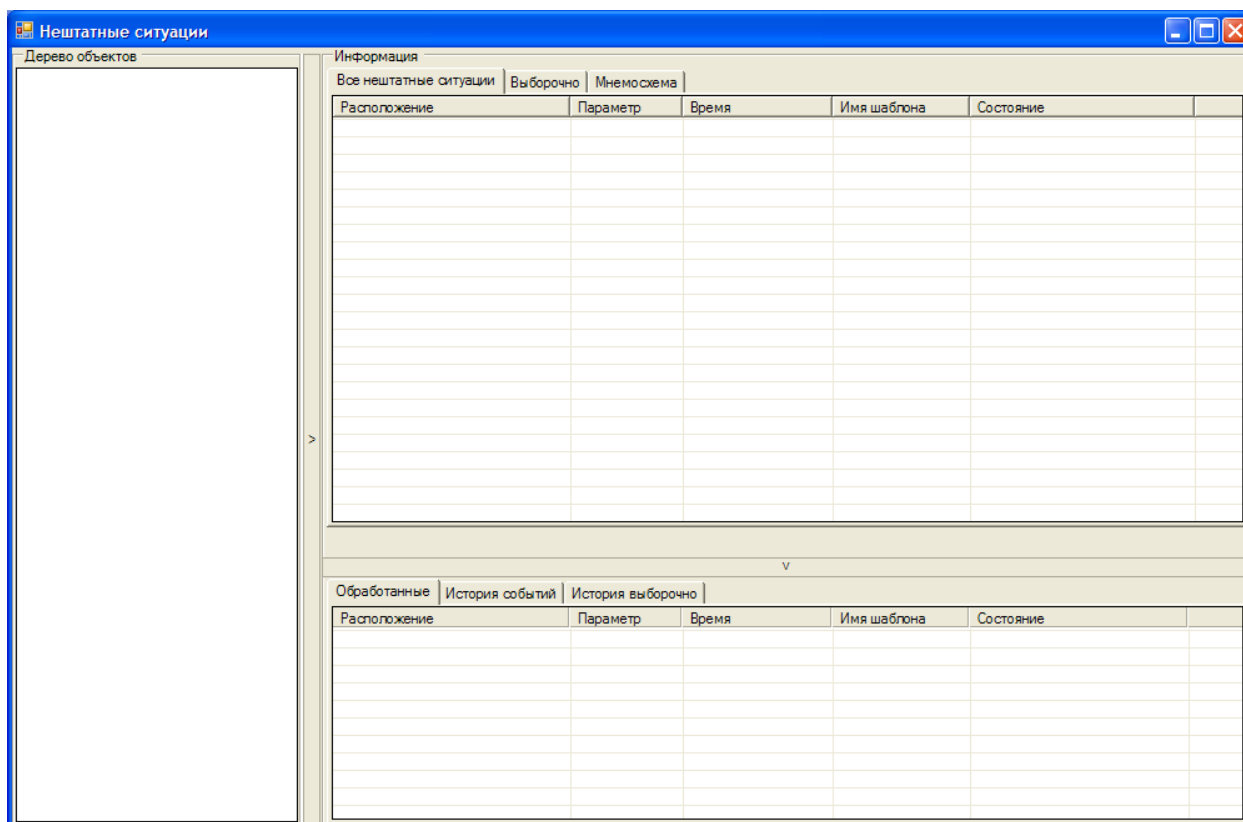 Нештатные ситуации
Дерево объектов
Информация
Все нештатные ситуации Выборочно Мнемосхема
Расположение Параметр Время Имя шаблона Состояние
>
v
Обработанные История событий История выборочно
Расположение Параметр Время Имя шаблона Состояние